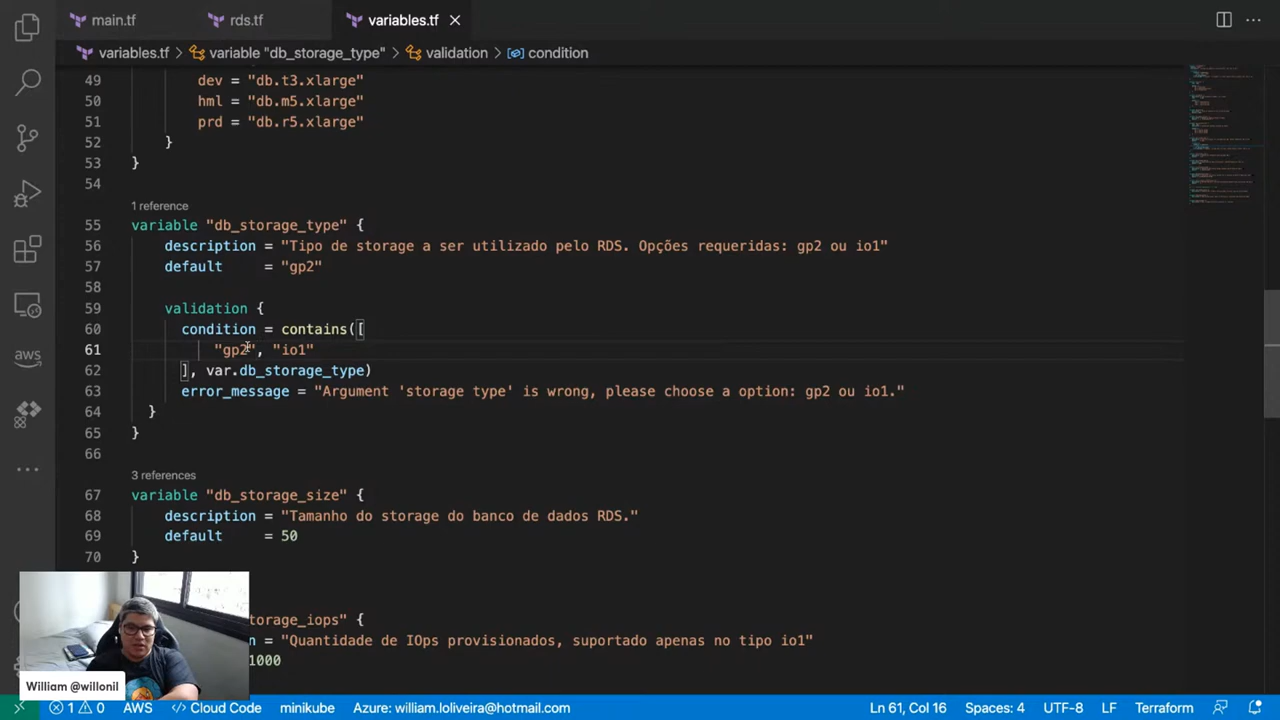 main.tf rds.tf variables.tf
variables.tf > variable "db_storage_type" > validation > condition
49 dev = "db.t3.xlarge"
50 hml = "db.m5.xlarge"
51 prd = "db.r5.xlarge"
52 }
53 }
54
1 reference
55 variable "db_storage_type" {
56 description = "Tipo de storage a ser utilizado pelo RDS. Opções requeridas: gp2 ou io1"
57 default = "gp2"
58
59 validation {
60 condition = contains([
61 "gp2", "io1"
62 ], var.db_storage_type)
63 error_message = "Argument 'storage type' is wrong, please choose a option: gp2 ou io1."
64 }
65 }
66
3 references
67 variable "db_storage_size" {
68 description = "Tamanho do storage do banco de dados RDS."
69 default = 50
70 }
storage_iops" {
= "Quantidade de IOps provisionados, suportado apenas no tipo io1"
1000
aws
William @willonil
1 0 AWS Cloud Code minikube Azure: william.loliveira@hotmail.com Ln 61, Col 16 Spaces: 4 UTF-8 LF Terraform